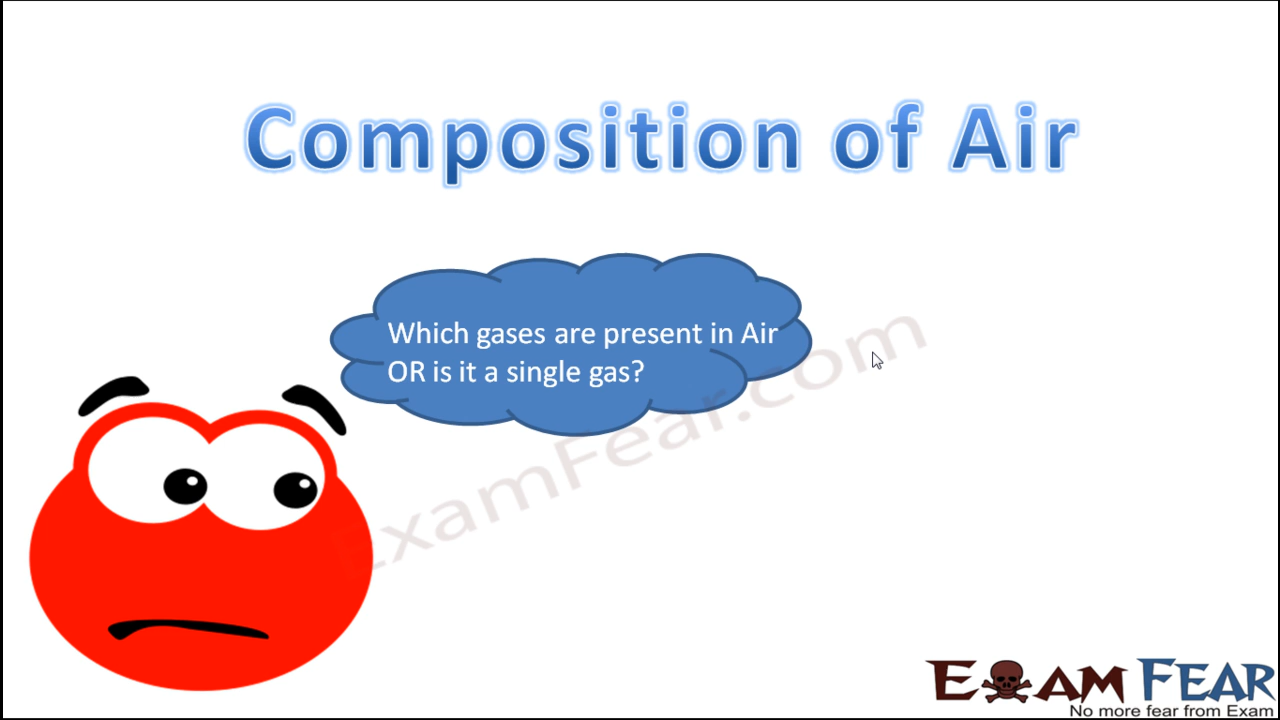 Composition of Air
Which gases are present in Air
OR is it a single gas?
ExamFear.com
EXAM FEAR
No more fear from Exam